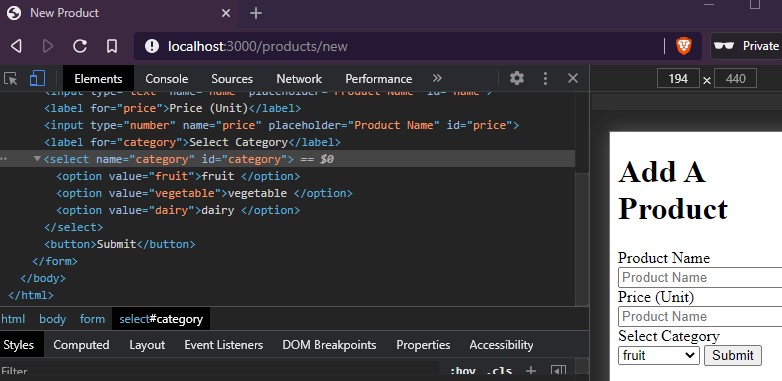 New Product
localhost:3000/products/new
Private
Elements Console Sources Network Performance
194 × 440
<input type="text" name="name" placeholder="Product Name" id="name">
<label for="price">Price (Unit)</label>
<input type="number" name="price" placeholder="Product Name" id="price">
<label for="category">Select Category</label>
<select name="category" id="category"> == $0
<option value="fruit">fruit </option>
<option value="vegetable">vegetable </option>
<option value="dairy">dairy </option>
</select>
<button>Submit</button>
</form>
</body>
</html>
html body form select#category
Styles Computed Layout Event Listeners DOM Breakpoints Properties Accessibility
Filter :hov .cls +
Add A
Product
Product Name
Product Name
Price (Unit)
Product Name
Select Category
fruit Submit